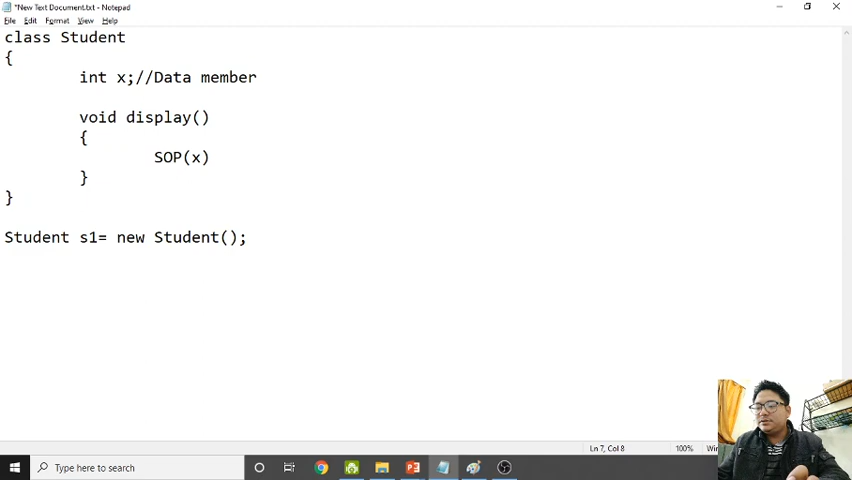 *New Text Document.txt - Notepad
File Edit Format View Help
class Student
{
int x;//Data member
void display()
{
SOP(x)
}
}
Student s1= new Student();
Ln 7, Col 8
100%
Type here to search